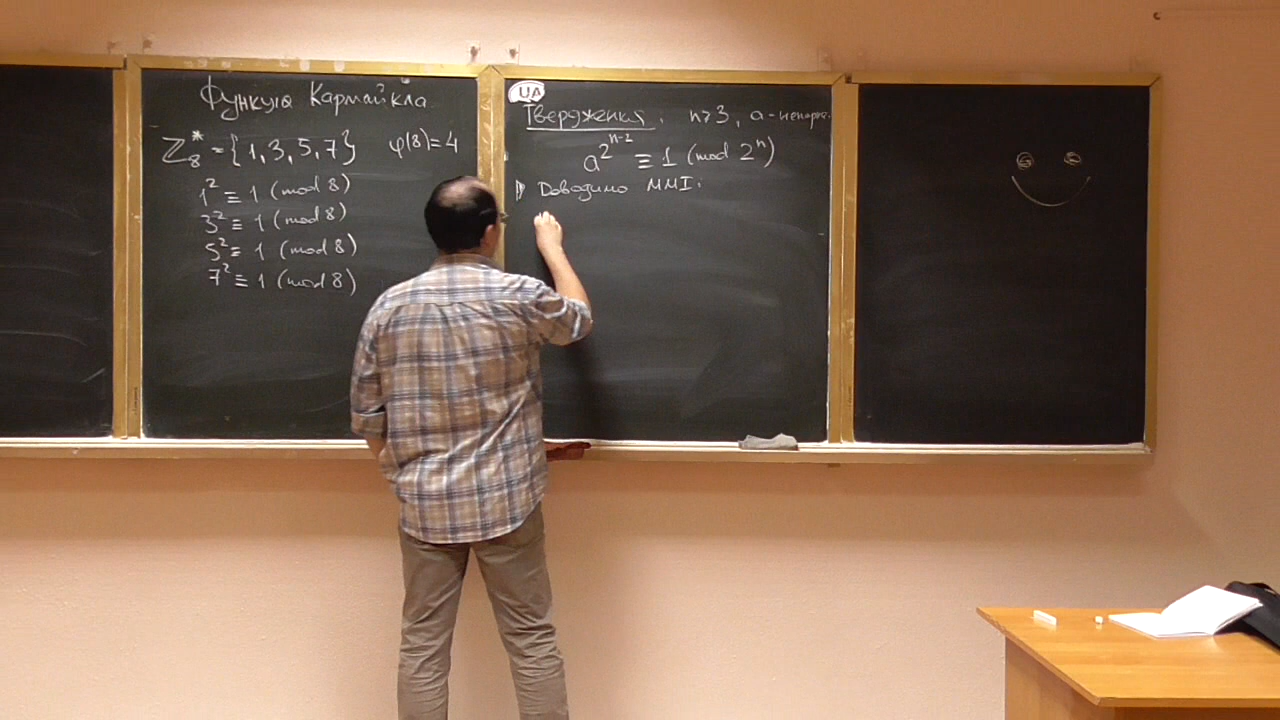 Функція Кармайкла
ℤ₈* = {1, 3, 5, 7} φ(8) = 4
1² ≡ 1 (mod 8)
3² ≡ 1 (mod 8)
5² ≡ 1 (mod 8)
7² ≡ 1 (mod 8)
UA
Твердження. n ≥ 3, a - непарне.
a^{2^{n-2}} ≡ 1 (mod 2ⁿ)
Доводимо ММІ: